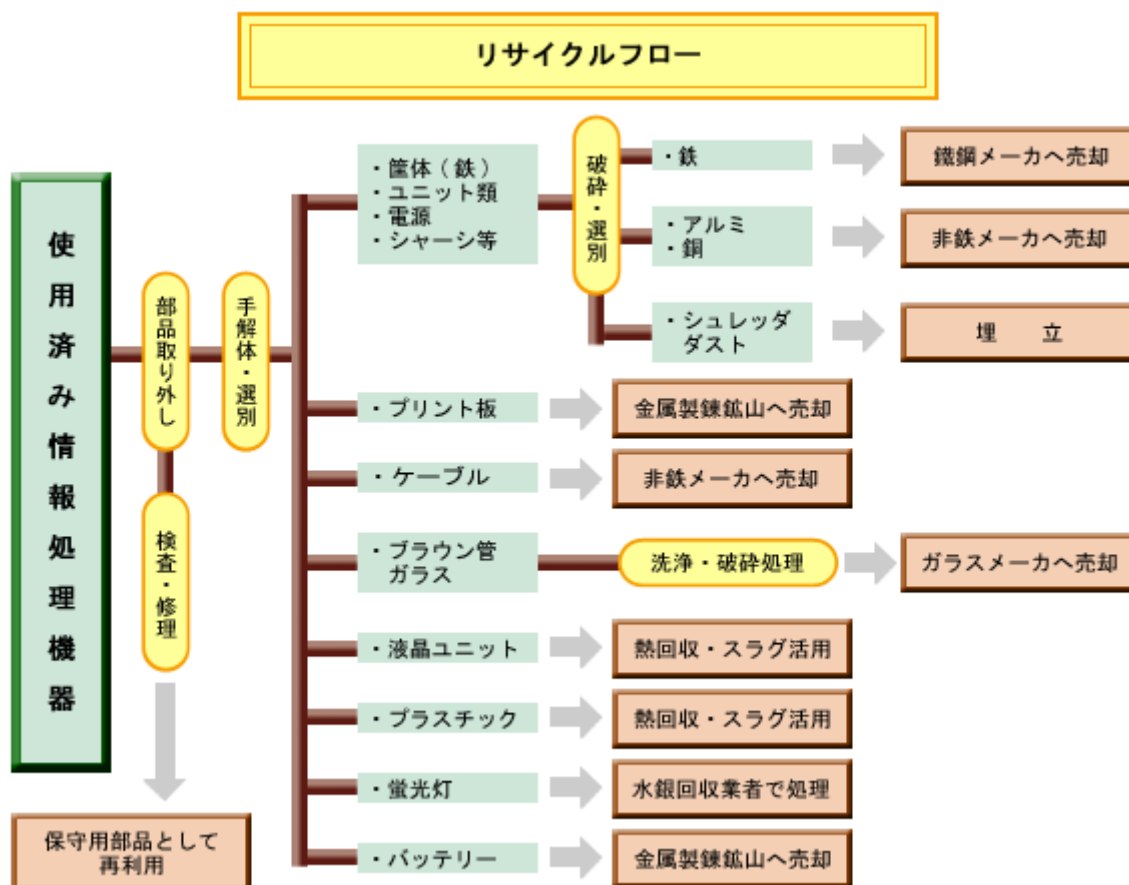 リサイクルフロー
使用済み情報処理機器
部品取り外し
手解体・選別
検査・修理
保守用部品として
再利用
・筐体（鉄）
・ユニット類
・電源
・シャーシ等
破砕・選別
・鉄
鐵鋼メーカへ売却
・アルミ
・銅
非鉄メーカへ売却
・シュレッダ
ダスト
埋　立
・プリント板
金属製錬鉱山へ売却
・ケーブル
非鉄メーカへ売却
・ブラウン管
ガラス
洗浄・破砕処理
ガラスメーカへ売却
・液晶ユニット
熱回収・スラグ活用
・プラスチック
熱回収・スラグ活用
・蛍光灯
水銀回収業者で処理
・バッテリー
金属製錬鉱山へ売却